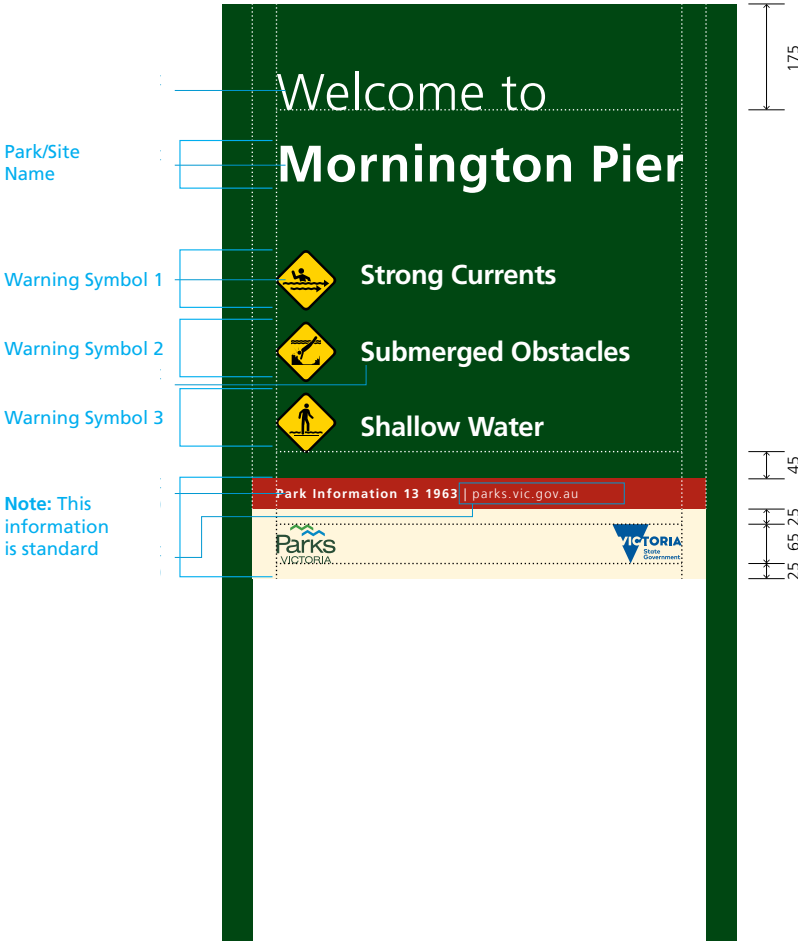 Welcome to
Park/Site
Name
Mornington Pier
Warning Symbol 1
Strong Currents
Warning Symbol 2
Submerged Obstacles
Warning Symbol 3
Shallow Water
Note: This
information
is standard
Park Information 13 1963 | parks.vic.gov.au
Parks
VICTORIA
VICTORIA
State
Government
175
45
25
65
25